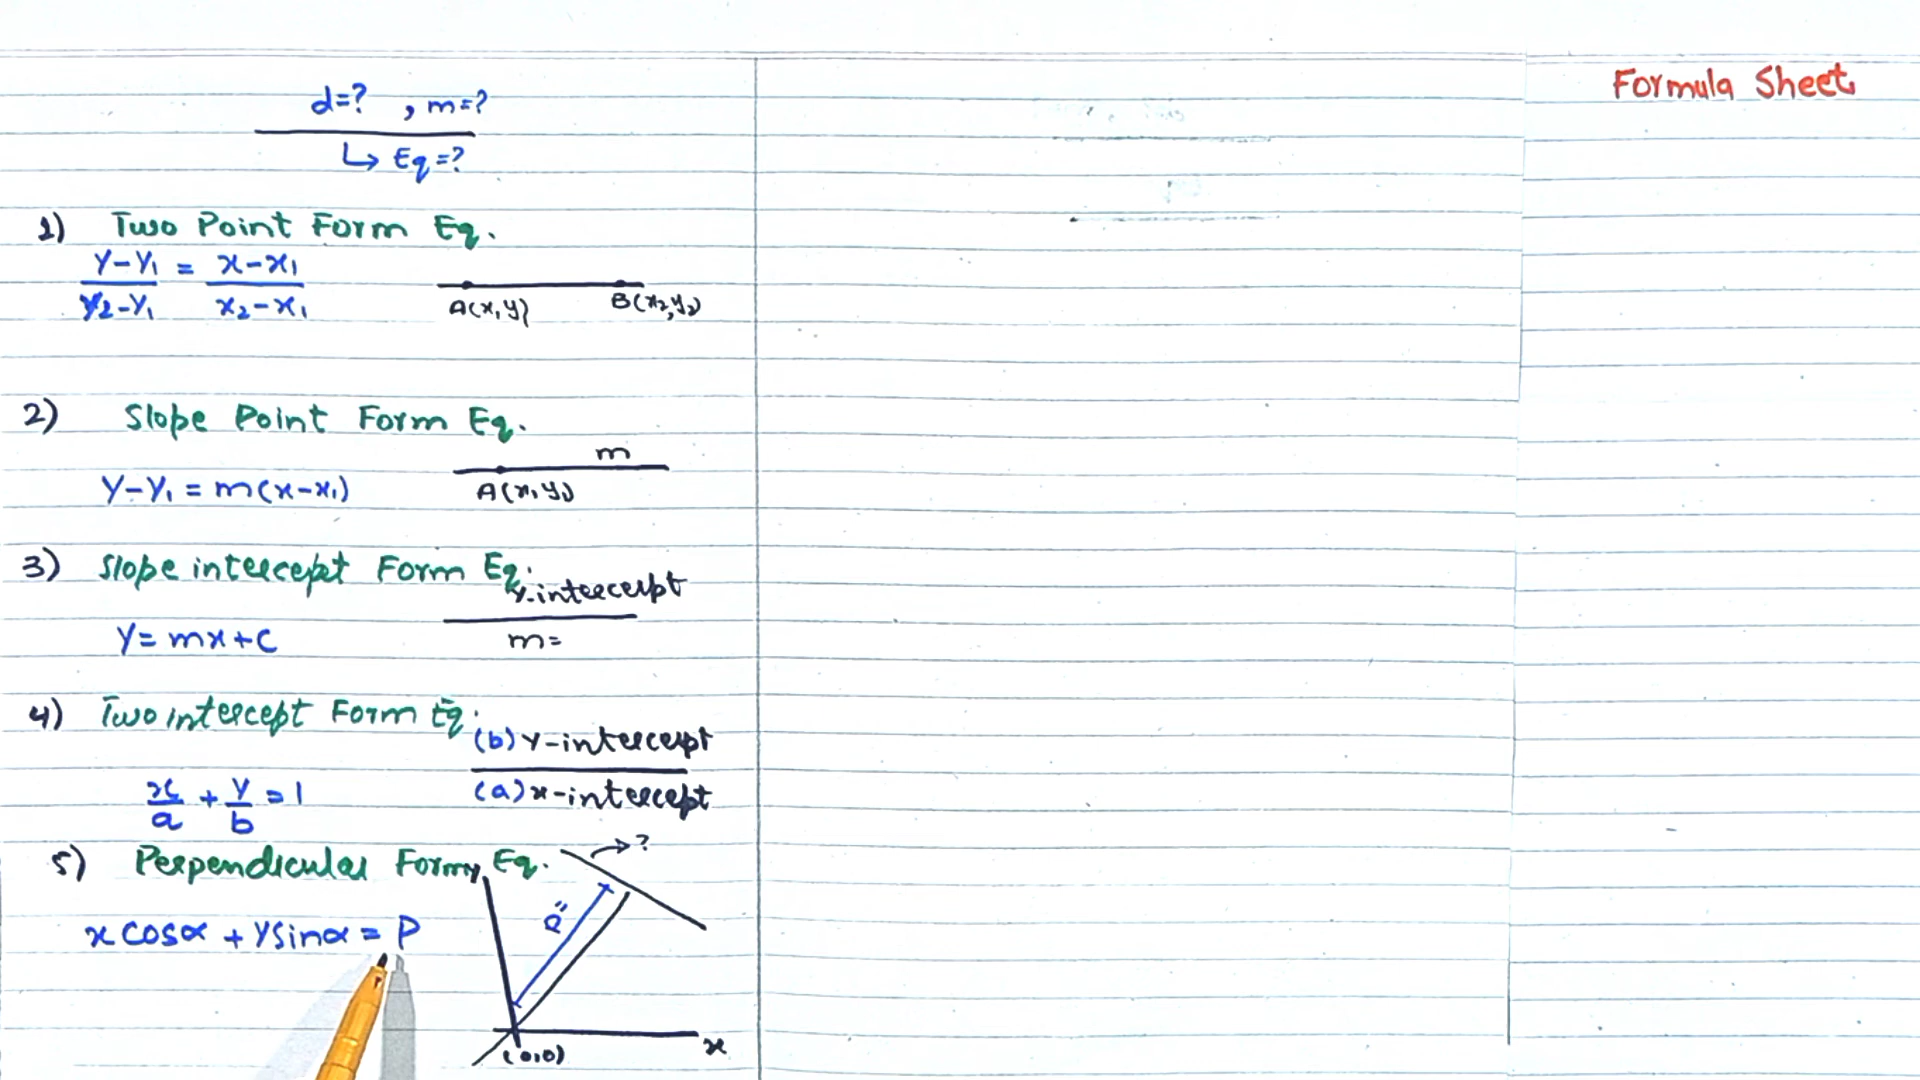 Formula Sheet
d=? , m=?
↳ Eq=?
1) Two Point Form Eq.
y-y₁/y₂-y₁ = x-x₁/x₂-x₁
A(x,y) B(x₂,y₂)
2) Slope Point Form Eq.
m
y-y₁=m(x-x₁) A(x₁,y₁)
3) Slope intercept Form Eq.
y-intercept
y=mx+c m=
4) Two intercept Form Eq.
(b) y-intercept
x/a + y/b = 1 (a) x-intercept
→?
5) Perpendicular Form Eq.
x cosα + y sinα = P
x
(0,0)